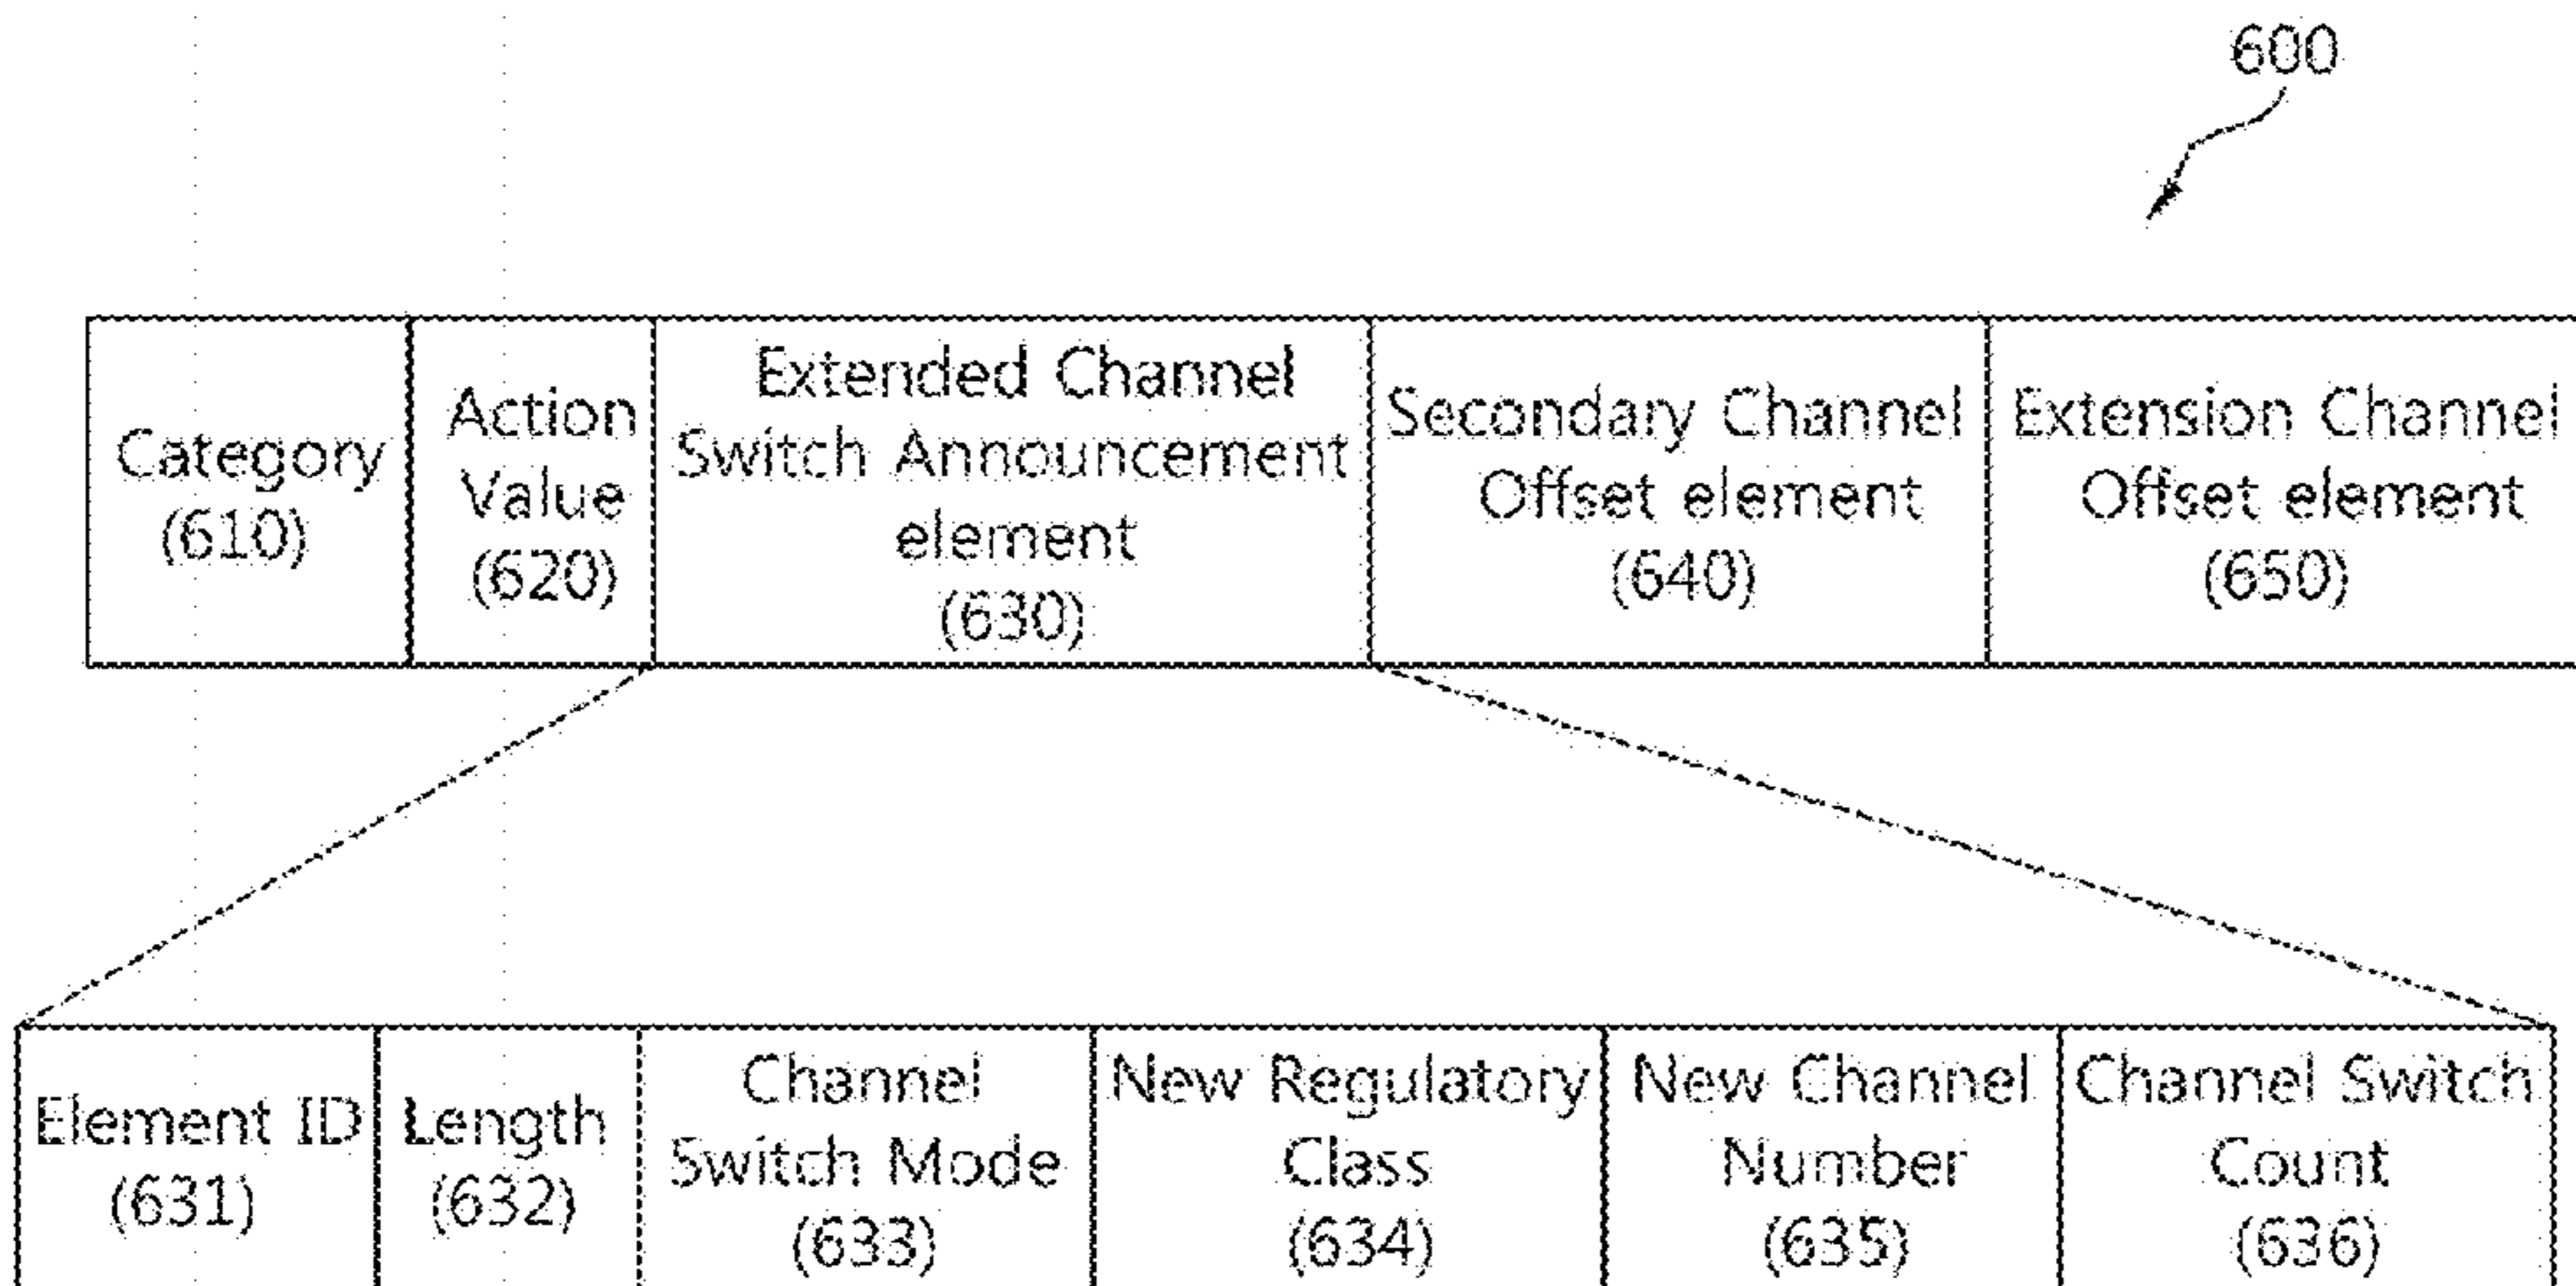 600
Category
(610)
Action
Value
(620)
Extended Channel
Switch Announcement
element
(630)
Secondary Channel
Offset element
(640)
Extension Channel
Offset element
(650)
Element ID
(631)
Length
(632)
Channel
Switch Mode
(633)
New Regulatory
Class
(634)
New Channel
Number
(635)
Channel Switch
Count
(636)